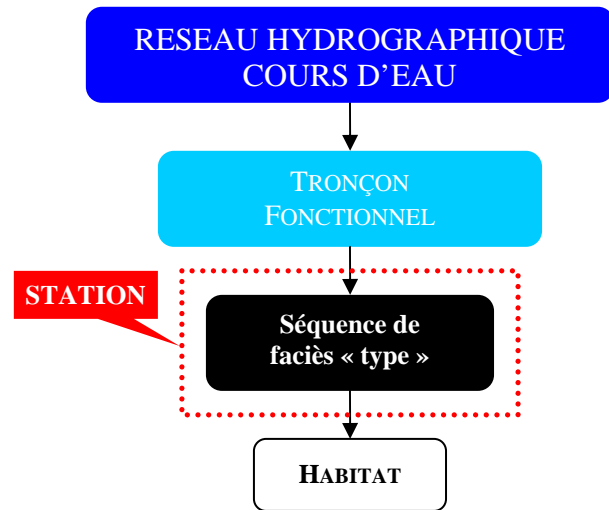 RESEAU HYDROGRAPHIQUE
COURS D’EAU
TRONÇON
FONCTIONNEL
STATION
Séquence de
faciès « type »
HABITAT